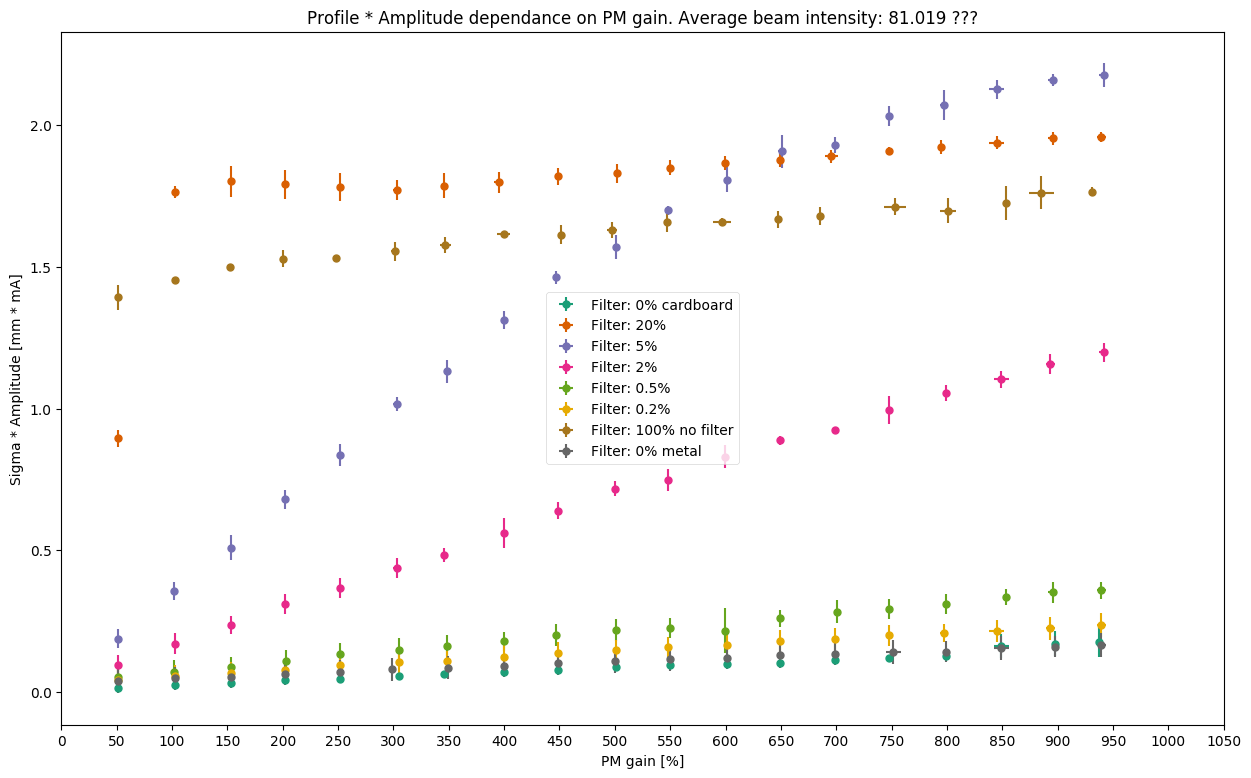 Profile * Amplitude dependance on PM gain. Average beam intensity: 81.019 ???
Sigma * Amplitude [mm * mA]
2.0
1.5
1.0
0.5
0.0
Filter: 0% cardboard
Filter: 20%
Filter: 5%
Filter: 2%
Filter: 0.5%
Filter: 0.2%
Filter: 100% no filter
Filter: 0% metal
0 50 100 150 200 250 300 350 400 450 500 550 600 650 700 750 800 850 900 950 1000 1050
PM gain [%]